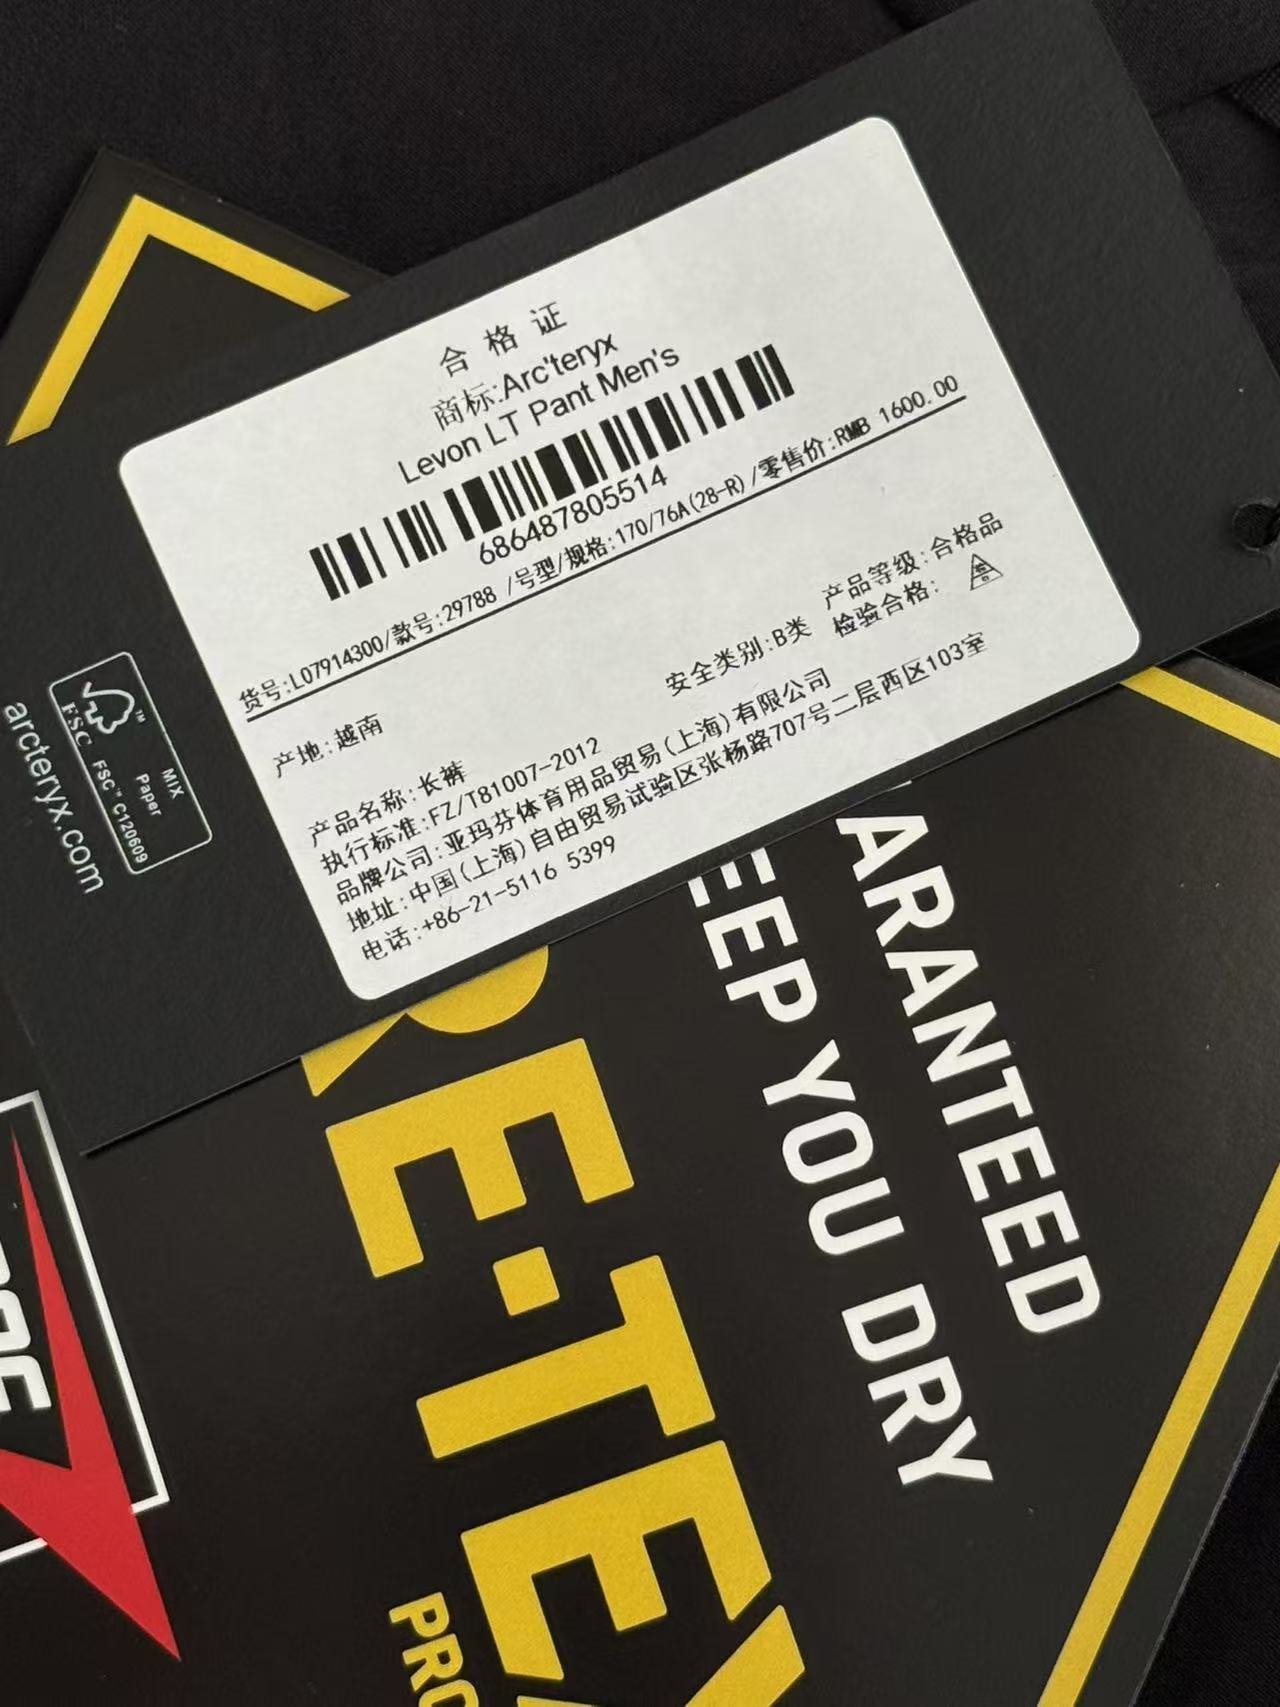 合格证
商标:Arc'teryx
Levon LT Pant Men's
686487805514
货号:L07914300/款号:29788 /号型/规格:170/76A(28-R)/零售价:RMB 1600.00
产地:越南
安全类别:B类
产品等级:合格品
检验合格:
产品名称:长裤
执行标准:FZ/T81007-2012
品牌公司:亚玛芬体育用品贸易(上海)有限公司
地址:中国(上海)自由贸易试验区张杨路707号二层西区103室
电话:+86-21-5116 5399
FSC™
MIX
Paper
FSC™ C120609
arcteryx.com
ARANTEED
EEP YOU DRY
RE-TEX
PRO